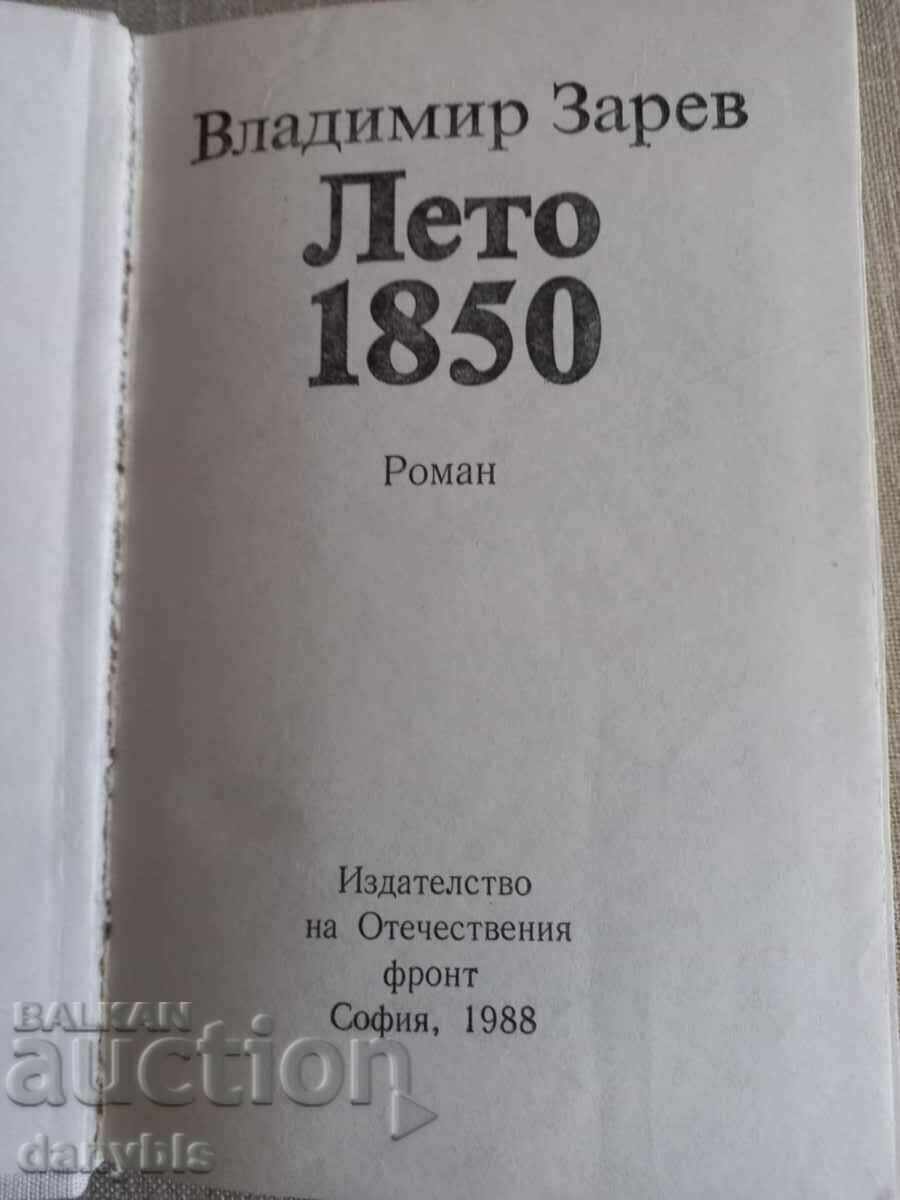 Владимир Зарев
Лето
1850
Роман
Издателство
на Отечествения
фронт
София, 1988
BALKAN
auction
danybls